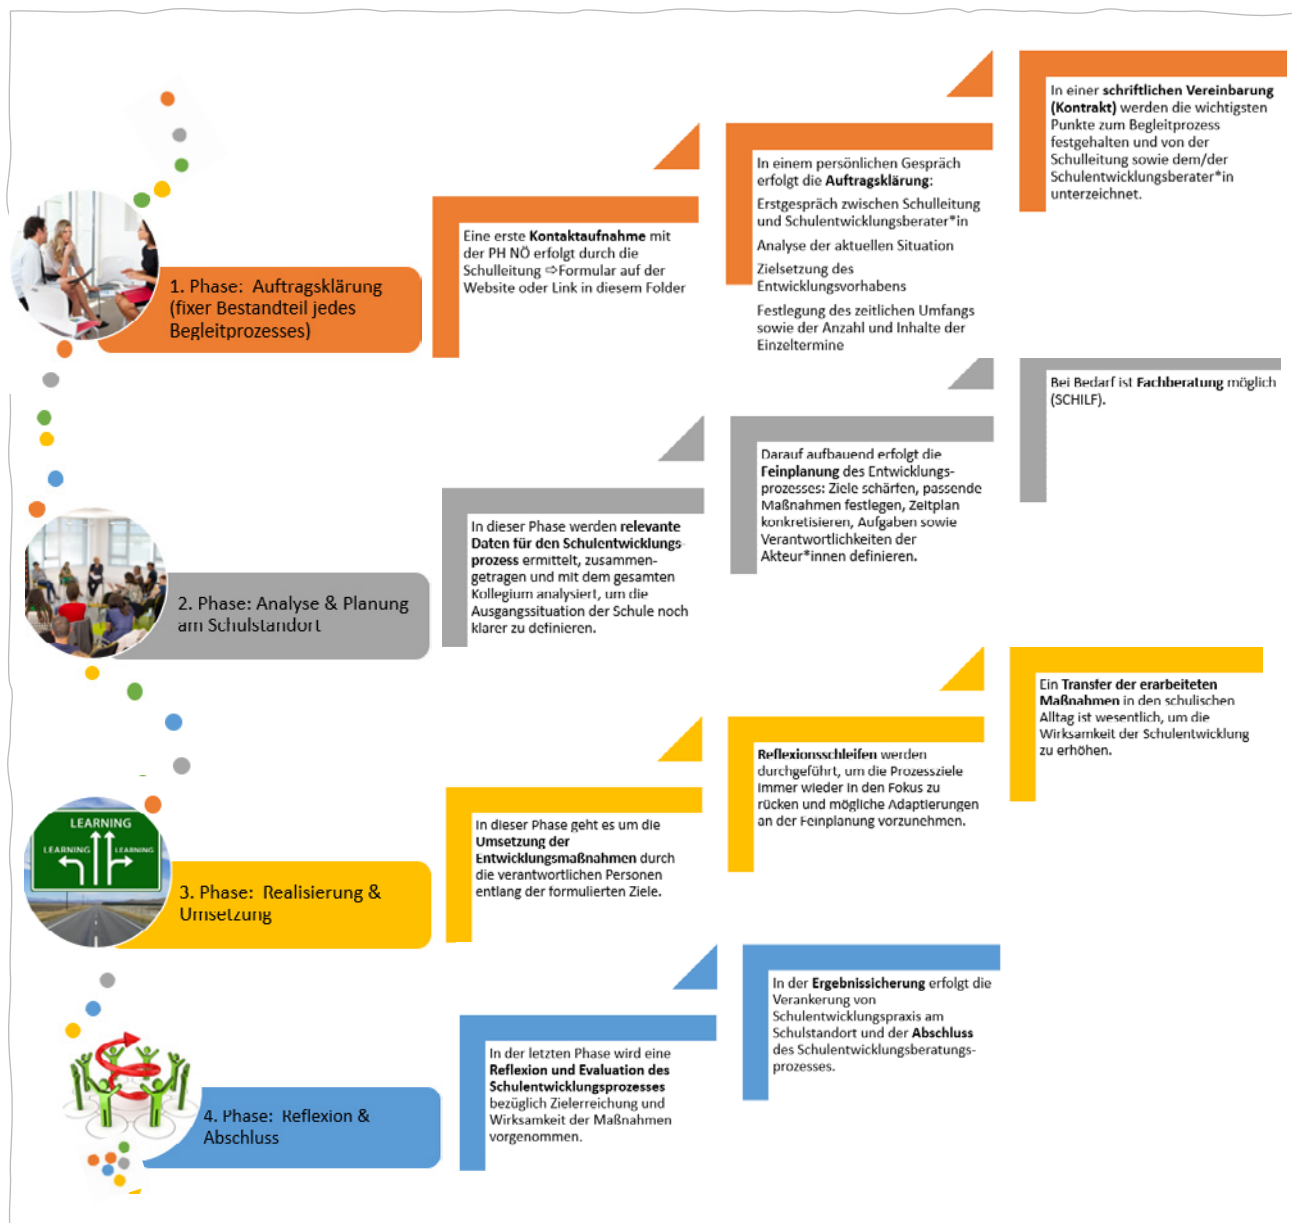 1. Phase: Auftragsklärung
(fixer Bestandteil jedes
Begleitprozesses)
Eine erste Kontaktaufnahme mit
der PH NÖ erfolgt durch die
Schulleitung ⇨Formular auf der
Website oder Link in diesem Folder
In einem persönlichen Gespräch
erfolgt die Auftragsklärung:
Erstgespräch zwischen Schulleitung
und Schulentwicklungsberater*in
Analyse der aktuellen Situation
Zielsetzung des
Entwicklungsvorhabens
Festlegung des zeitlichen Umfangs
sowie der Anzahl und Inhalte der
Einzeltermine
In einer schriftlichen Vereinbarung
(Kontrakt) werden die wichtigsten
Punkte zum Begleitprozess
festgehalten und von der
Schulleitung sowie dem/der
Schulentwicklungsberater*in
unterzeichnet.
2. Phase: Analyse & Planung
am Schulstandort
In dieser Phase werden relevante
Daten für den Schulentwicklungs-
prozess ermittelt, zusammen-
getragen und mit dem gesamten
Kollegium analysiert, um die
Ausgangssituation der Schule noch
klarer zu definieren.
Darauf aufbauend erfolgt die
Feinplanung des Entwicklungs-
prozesses: Ziele schärfen, passende
Maßnahmen festlegen, Zeitplan
konkretisieren, Aufgaben sowie
Verantwortlichkeiten der
Akteur*innen definieren.
Bei Bedarf ist Fachberatung möglich
(SCHILF).
LEARNING
LEARNING
LEARNING
3. Phase: Realisierung &
Umsetzung
In dieser Phase geht es um die
Umsetzung der
Entwicklungsmaßnahmen durch
die verantwortlichen Personen
entlang der formulierten Ziele.
Reflexionsschleifen werden
durchgeführt, um die Prozessziele
immer wieder in den Fokus zu
rücken und mögliche Adaptierungen
an der Feinplanung vorzunehmen.
Ein Transfer der erarbeiteten
Maßnahmen in den schulischen
Alltag ist wesentlich, um die
Wirksamkeit der Schulentwicklung
zu erhöhen.
4. Phase: Reflexion &
Abschluss
In der letzten Phase wird eine
Reflexion und Evaluation des
Schulentwicklungsprozesses
bezüglich Zielerreichung und
Wirksamkeit der Maßnahmen
vorgenommen.
In der Ergebnissicherung erfolgt die
Verankerung von
Schulentwicklungspraxis am
Schulstandort und der Abschluss
des Schulentwicklungsberatungs-
prozesses.